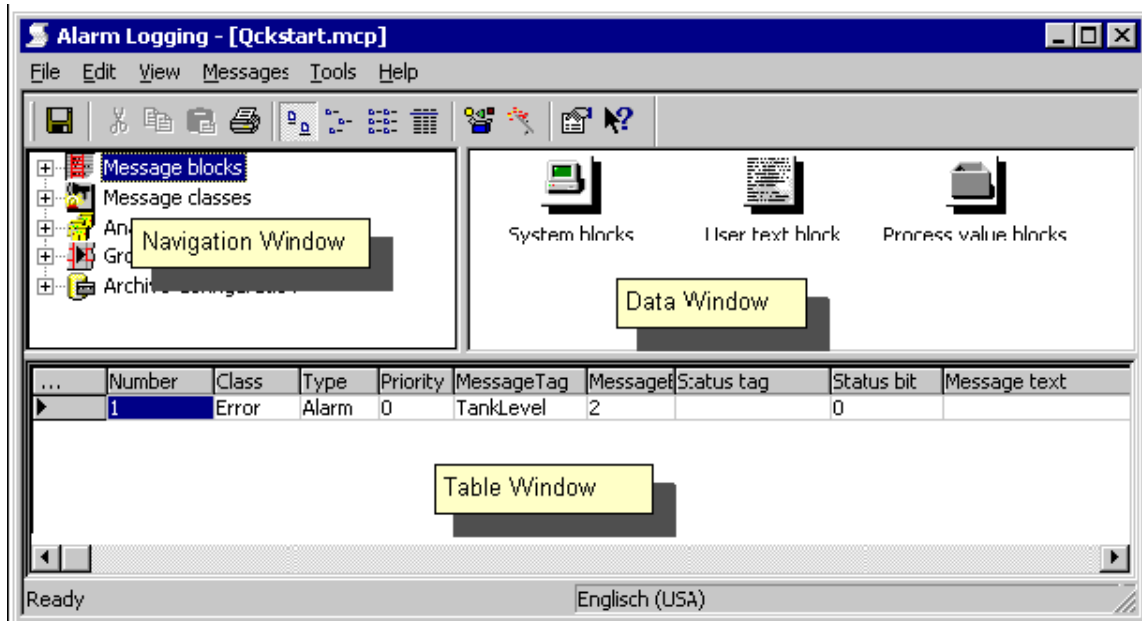 Alarm Logging - [Qckstart.mcp]
File Edit View Messages Tools Help
Message blocks
Message classes
Navigation Window
System blocks User text block Process value blocks
Data Window
... Number Class Type Priority MessageTag Status tag Status bit Message text
1 Error Alarm 0 TankLevel 2 0
Table Window
Ready Englisch (USA)